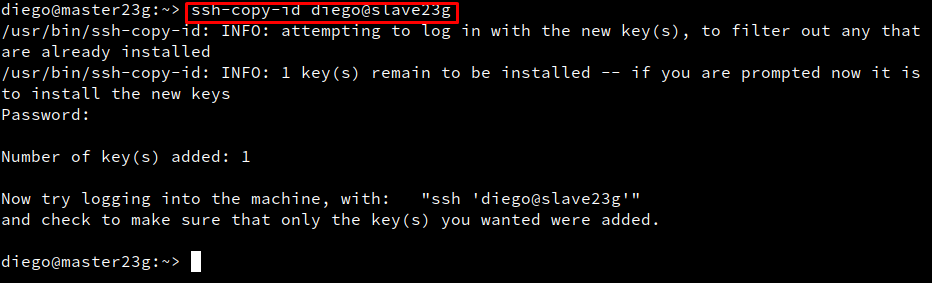 diego@master23g:~> ssh-copy-id diego@slave23g
/usr/bin/ssh-copy-id: INFO: attempting to log in with the new key(s), to filter out any that
are already installed
/usr/bin/ssh-copy-id: INFO: 1 key(s) remain to be installed -- if you are prompted now it is
to install the new keys
Password:
Number of key(s) added: 1
Now try logging into the machine, with:   "ssh 'diego@slave23g'"
and check to make sure that only the key(s) you wanted were added.
diego@master23g:~>